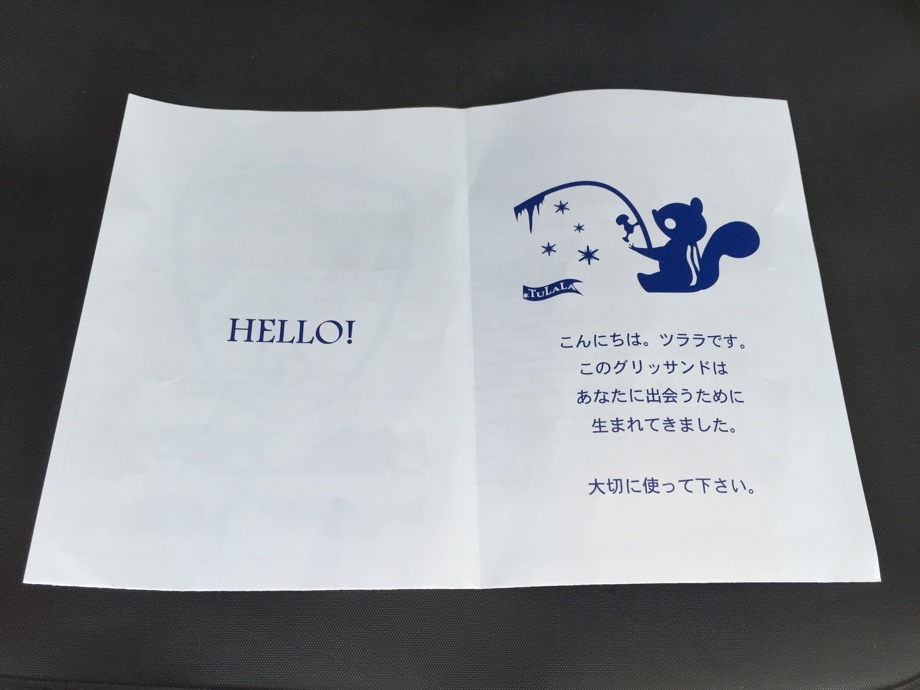 HELLO!
*TULALA
こんにちは。ツララです。
このグリッサンドは
あなたに出会うために
生まれてきました。
大切に使って下さい。